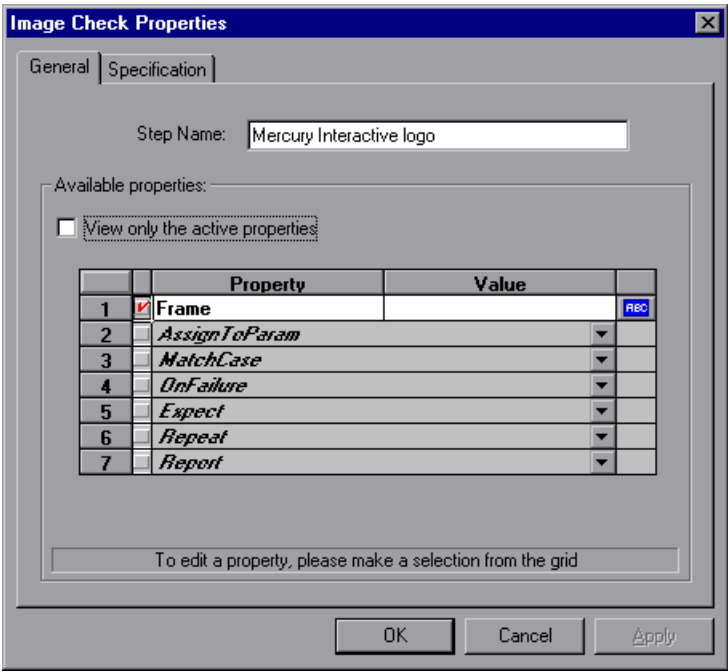 Image Check Properties
General Specification
Step Name: Mercury Interactive logo
Available properties:
View only the active properties
Property Value
1 Frame ABC
2 AssignToParam
3 MatchCase
4 OnFailure
5 Expect
6 Repeat
7 Report
To edit a property, please make a selection from the grid
OK Cancel Apply